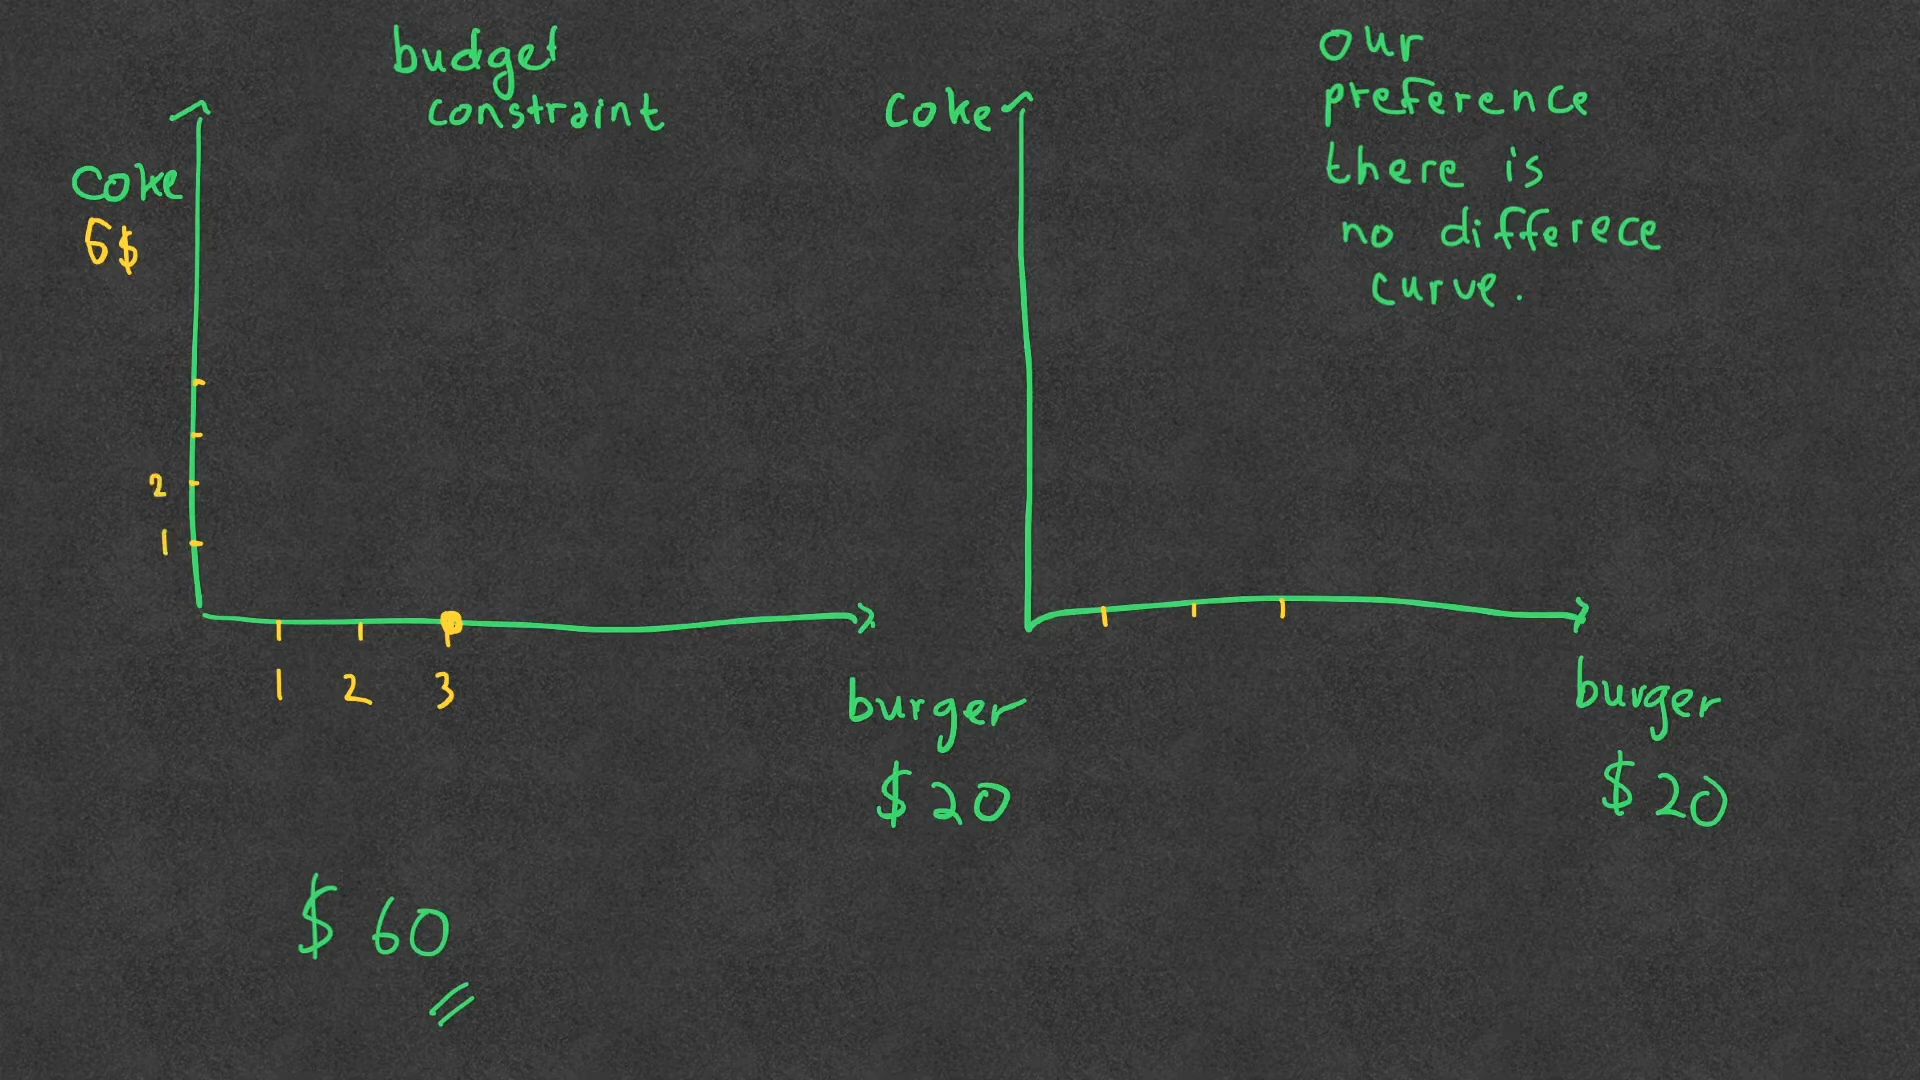 budget
constraint
Coke
6$
2
1
1 2 3
burger
$20
$60
Coke
our
preference
there is
no differece
curve.
burger
$20